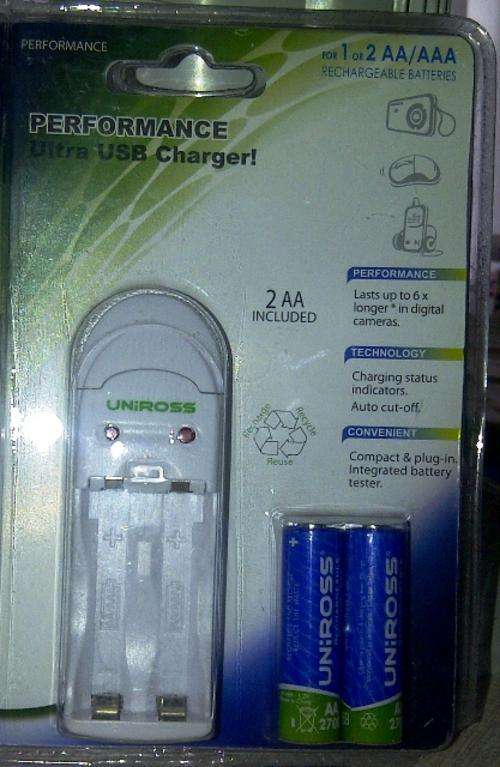 PERFORMANCE
FOR 1 OR 2 AA/AAA
RECHARGEABLE BATTERIES
PERFORMANCE
Ultra USB Charger!
PERFORMANCE
Lasts up to 6 x
longer * in digital
cameras.
2 AA
INCLUDED
TECHNOLOGY
Charging status
indicators.
Auto cut-off.
UNiROSS
Recharge
Recycle
Reuse
CONVENIENT
Compact & plug-in.
Integrated battery
tester.
+
+
+
UNiROSS
AA
UNiROSS